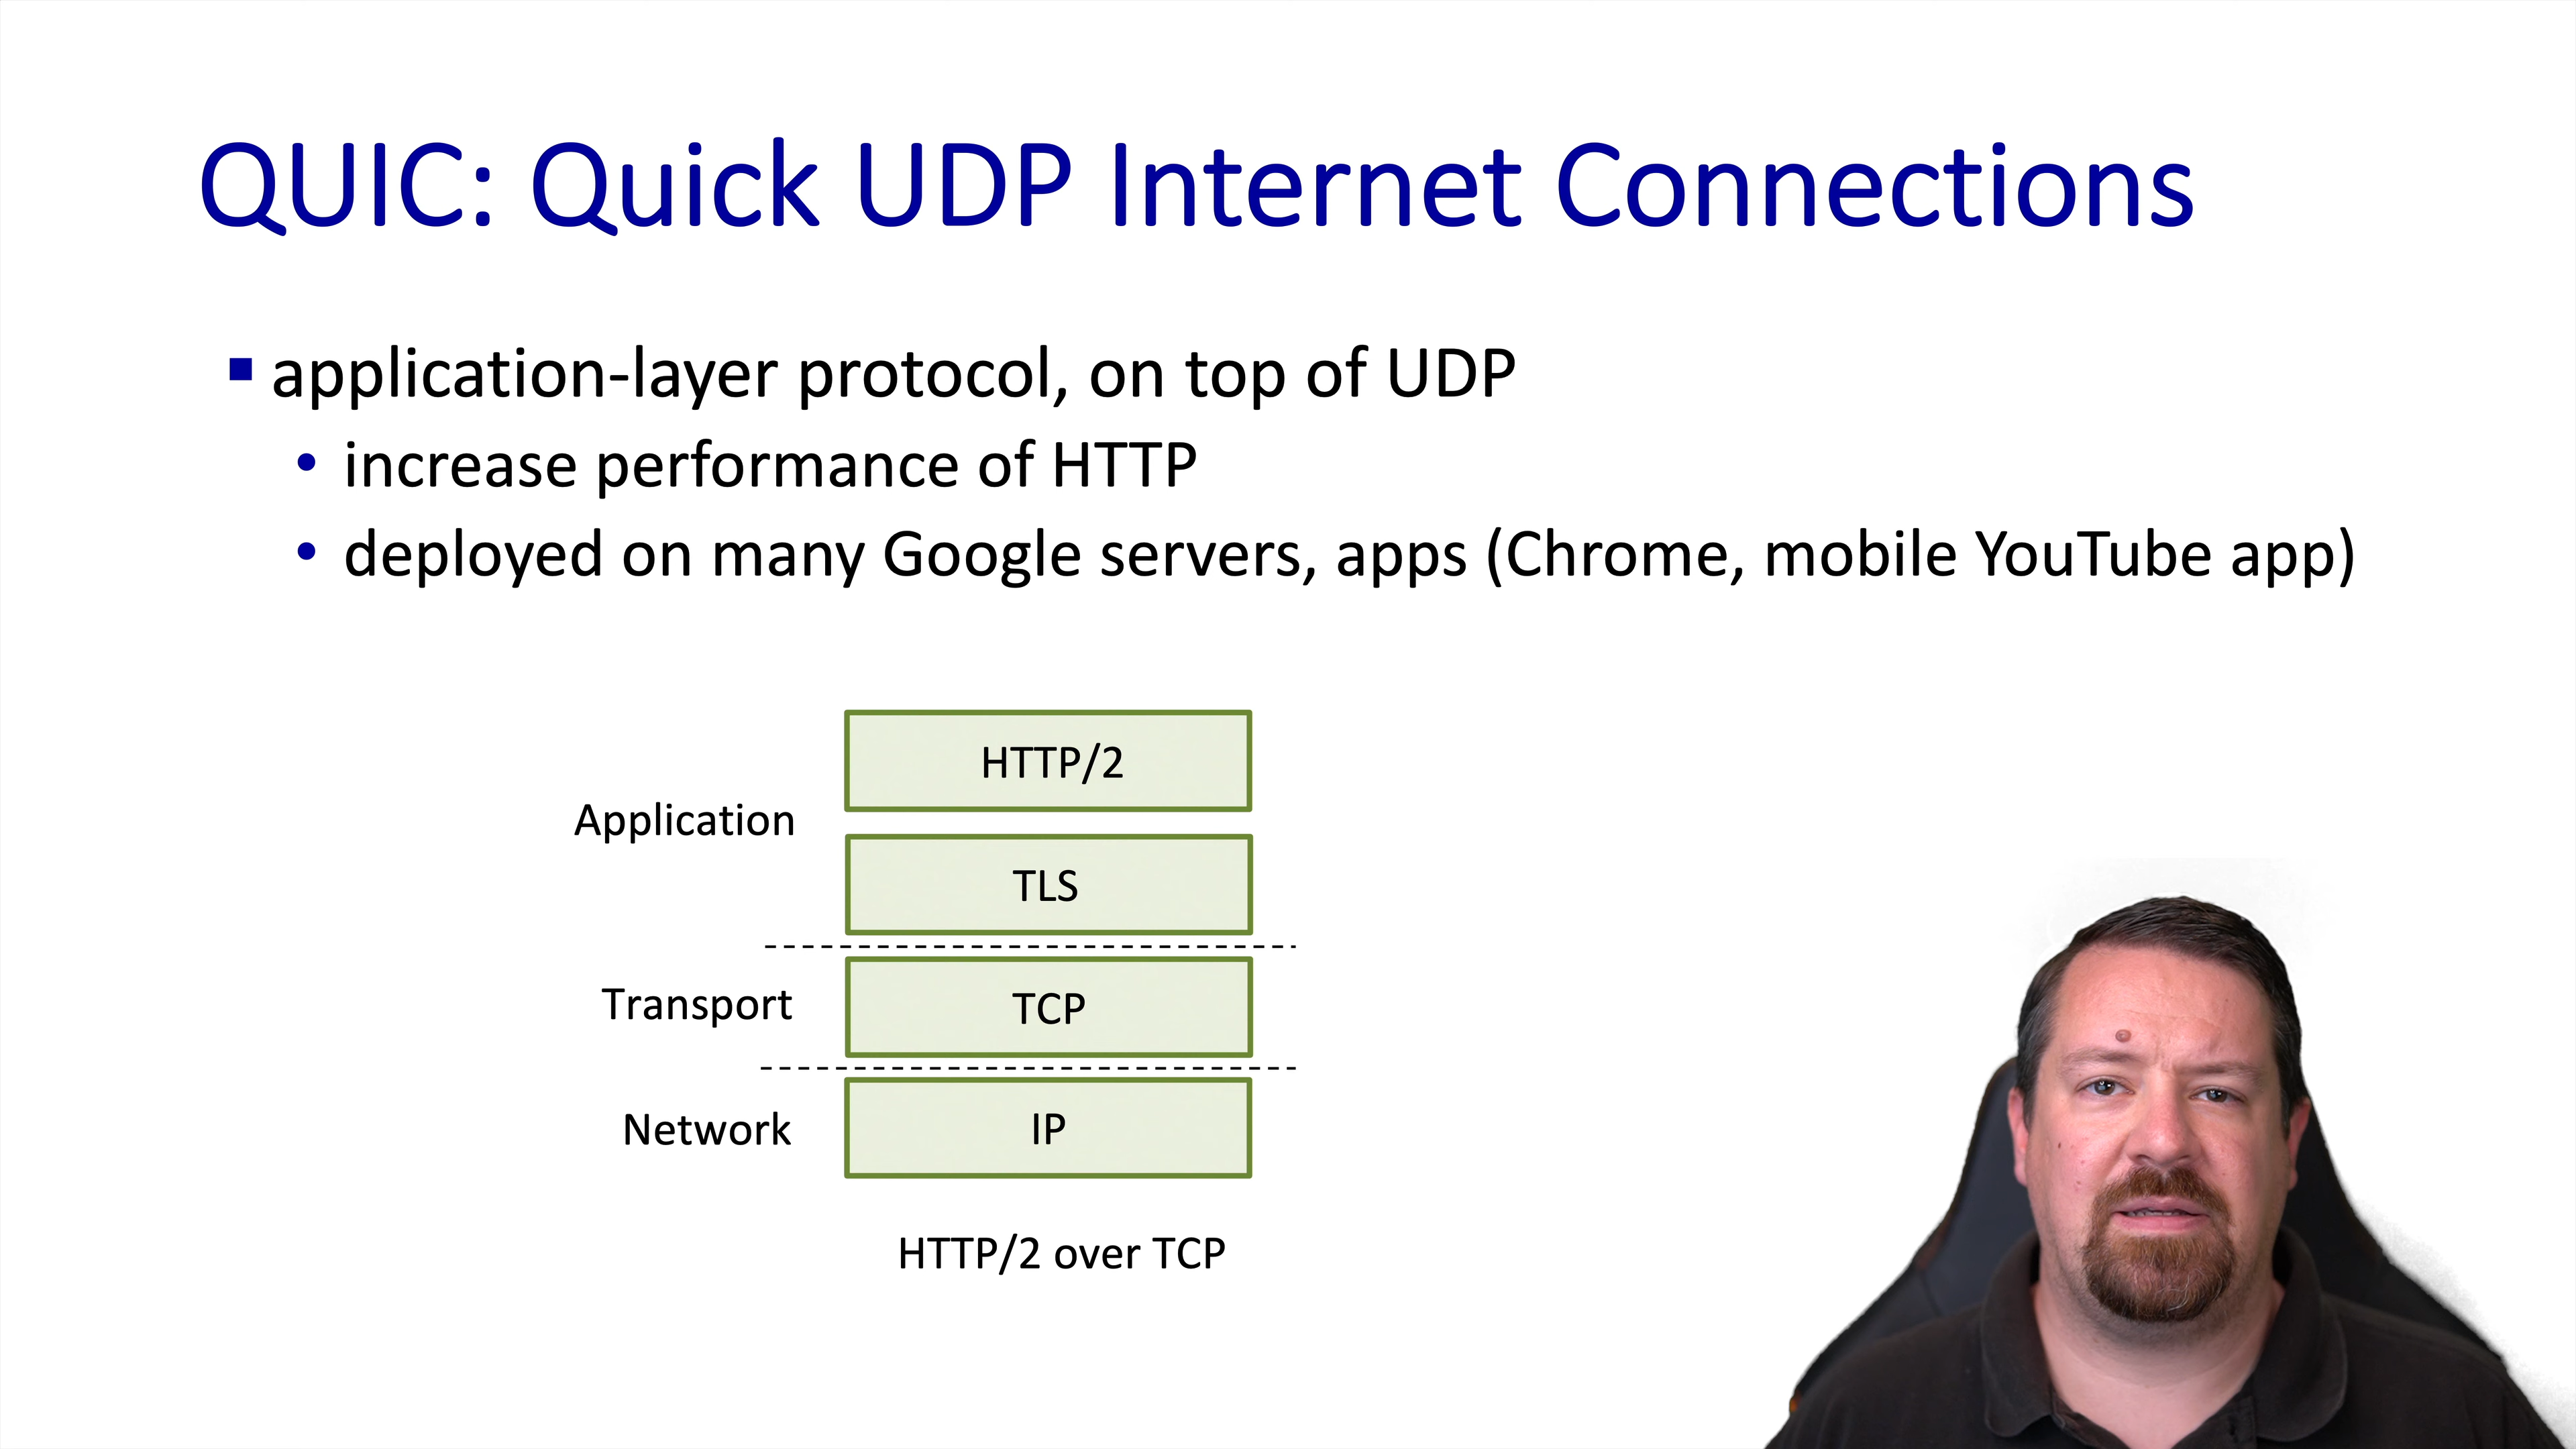 QUIC: Quick UDP Internet Connections
application-layer protocol, on top of UDP
increase performance of HTTP
deployed on many Google servers, apps (Chrome, mobile YouTube app)
HTTP/2
Application
TLS
Transport
TCP
Network
IP
HTTP/2 over TCP